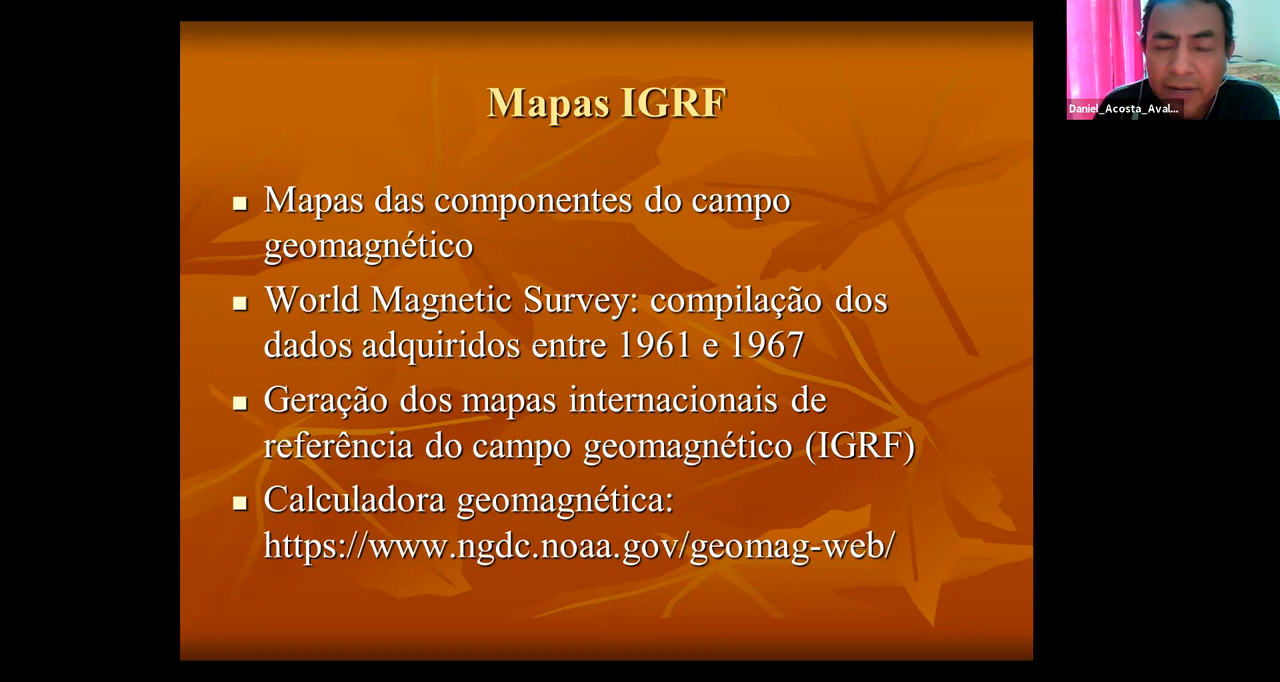 Mapas IGRF
Mapas das componentes do campo
geomagnético
World Magnetic Survey: compilação dos
dados adquiridos entre 1961 e 1967
Geração dos mapas internacionais de
referência do campo geomagnético (IGRF)
Calculadora geomagnética:
https://www.ngdc.noaa.gov/geomag-web/
Daniel_Acosta_Aval...